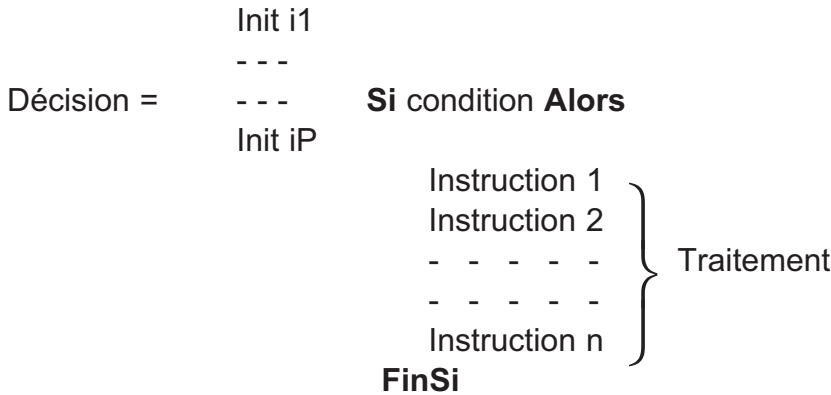 Init i1
- - -
Décision = - - - Si condition Alors
Init iP
Instruction 1
Instruction 2
- - - - -
Traitement
- - - - -
Instruction n
FinSi